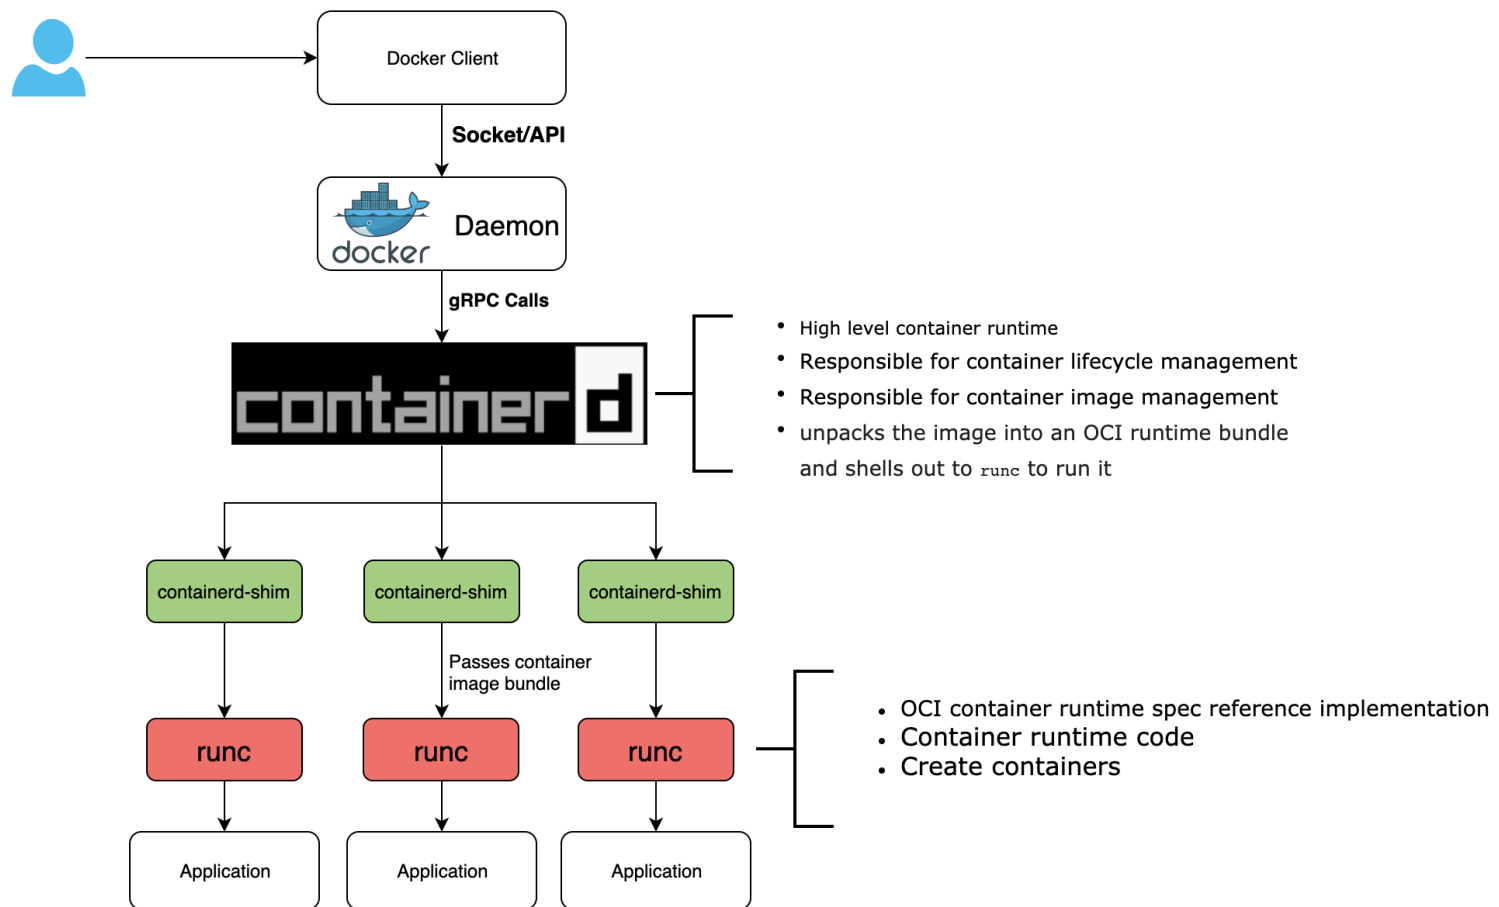 Docker Client
Socket/API
docker
Daemon
gRPC Calls
containerd
• High level container runtime
• Responsible for container lifecycle management
• Responsible for container image management
• unpacks the image into an OCI runtime bundle
and shells out to runc to run it
containerd-shim
containerd-shim
containerd-shim
Passes container
image bundle
runc
runc
runc
• OCI container runtime spec reference implementation
• Container runtime code
• Create containers
Application
Application
Application